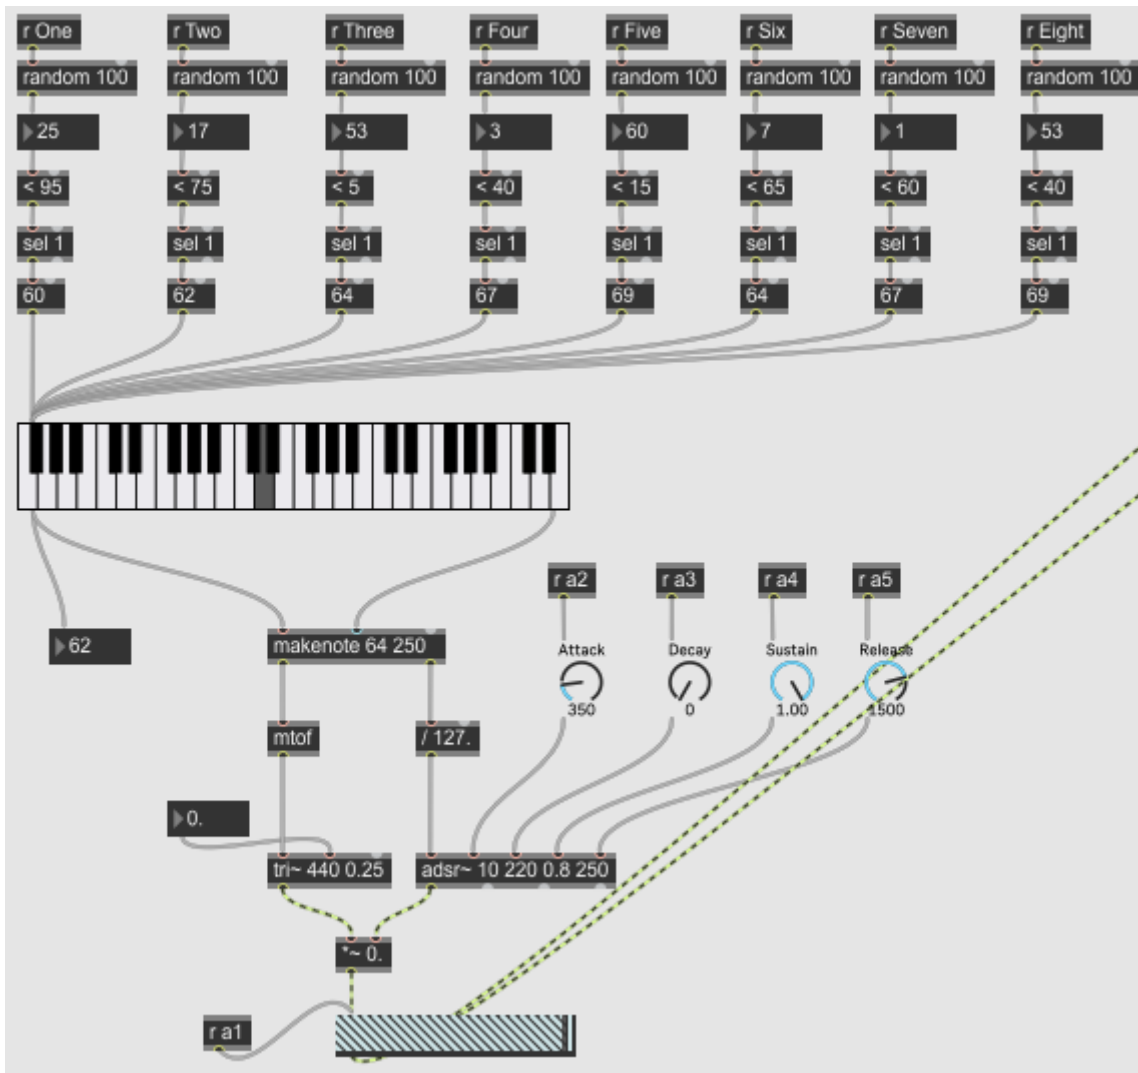 r One r Two r Three r Four r Five r Six r Seven r Eight
random 100 random 100 random 100 random 100 random 100 random 100 random 100 random 100
25 17 53 3 60 7 1 53
< 95 < 75 < 5 < 40 < 15 < 65 < 60 < 40
sel 1 sel 1 sel 1 sel 1 sel 1 sel 1 sel 1 sel 1
60 62 64 67 69 64 67 69
r a2 r a3 r a4 r a5
62 makenote 64 250 Attack Decay Sustain Release
350 0 1.00 1500
mtof / 127.
0.
tri~ 440 0.25 adsr~ 10 220 0.8 250
*~ 0.
r a1